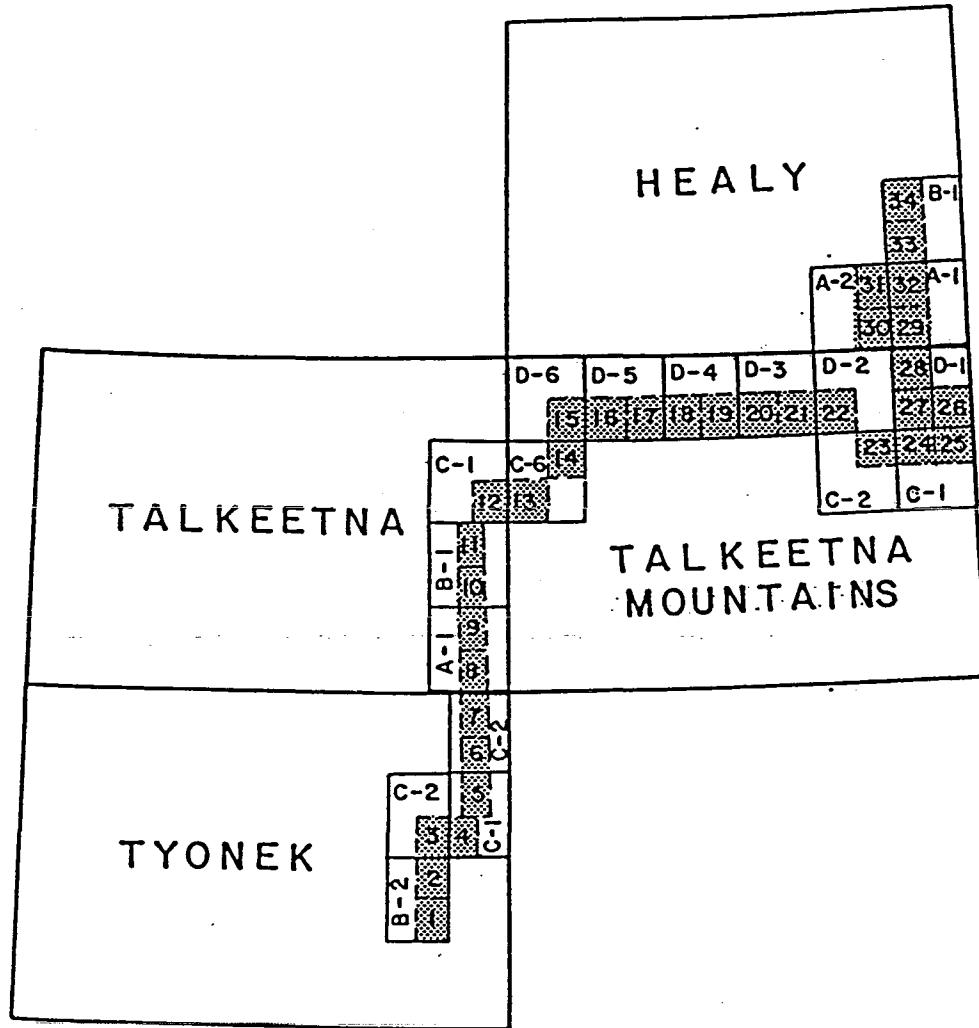 HEALY
34 B-1
33
A-2 31 32 A-1
30 29
D-6 D-5 D-4 D-3 D-2 28 D-1
15 16 17 18 19 20 21 22 27 26
C-1 C-6 14 23 24 25
12 13 C-2 C-1
TALKEETNA
11
B-1
10
TALKEETNA
MOUNTAINS
9
A-1
8
7
C-2
6
C-2 5
3 4 C-1
TYONEK
2
B-2
1